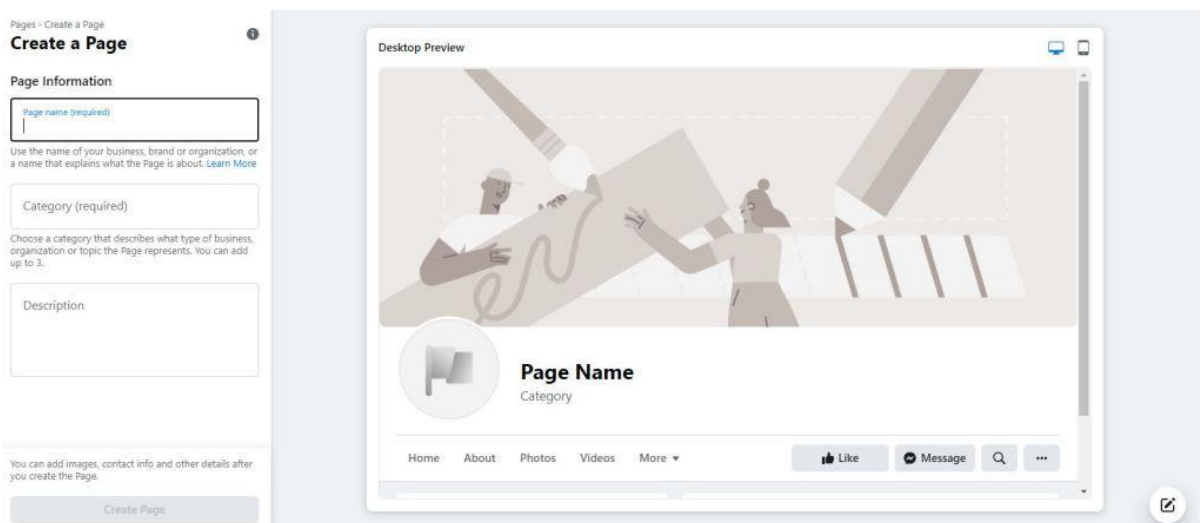 Pages › Create a Page
Create a Page
Page Information
Page name (required)
Use the name of your business, brand or organization, or
a name that explains what the Page is about. Learn More
Category (required)
Choose a category that describes what type of business,
organization or topic the Page represents. You can add
up to 3.
Description
You can add images, contact info and other details after
you create the Page.
Create Page
Desktop Preview
Page Name
Category
Home About Photos Videos More Like Message